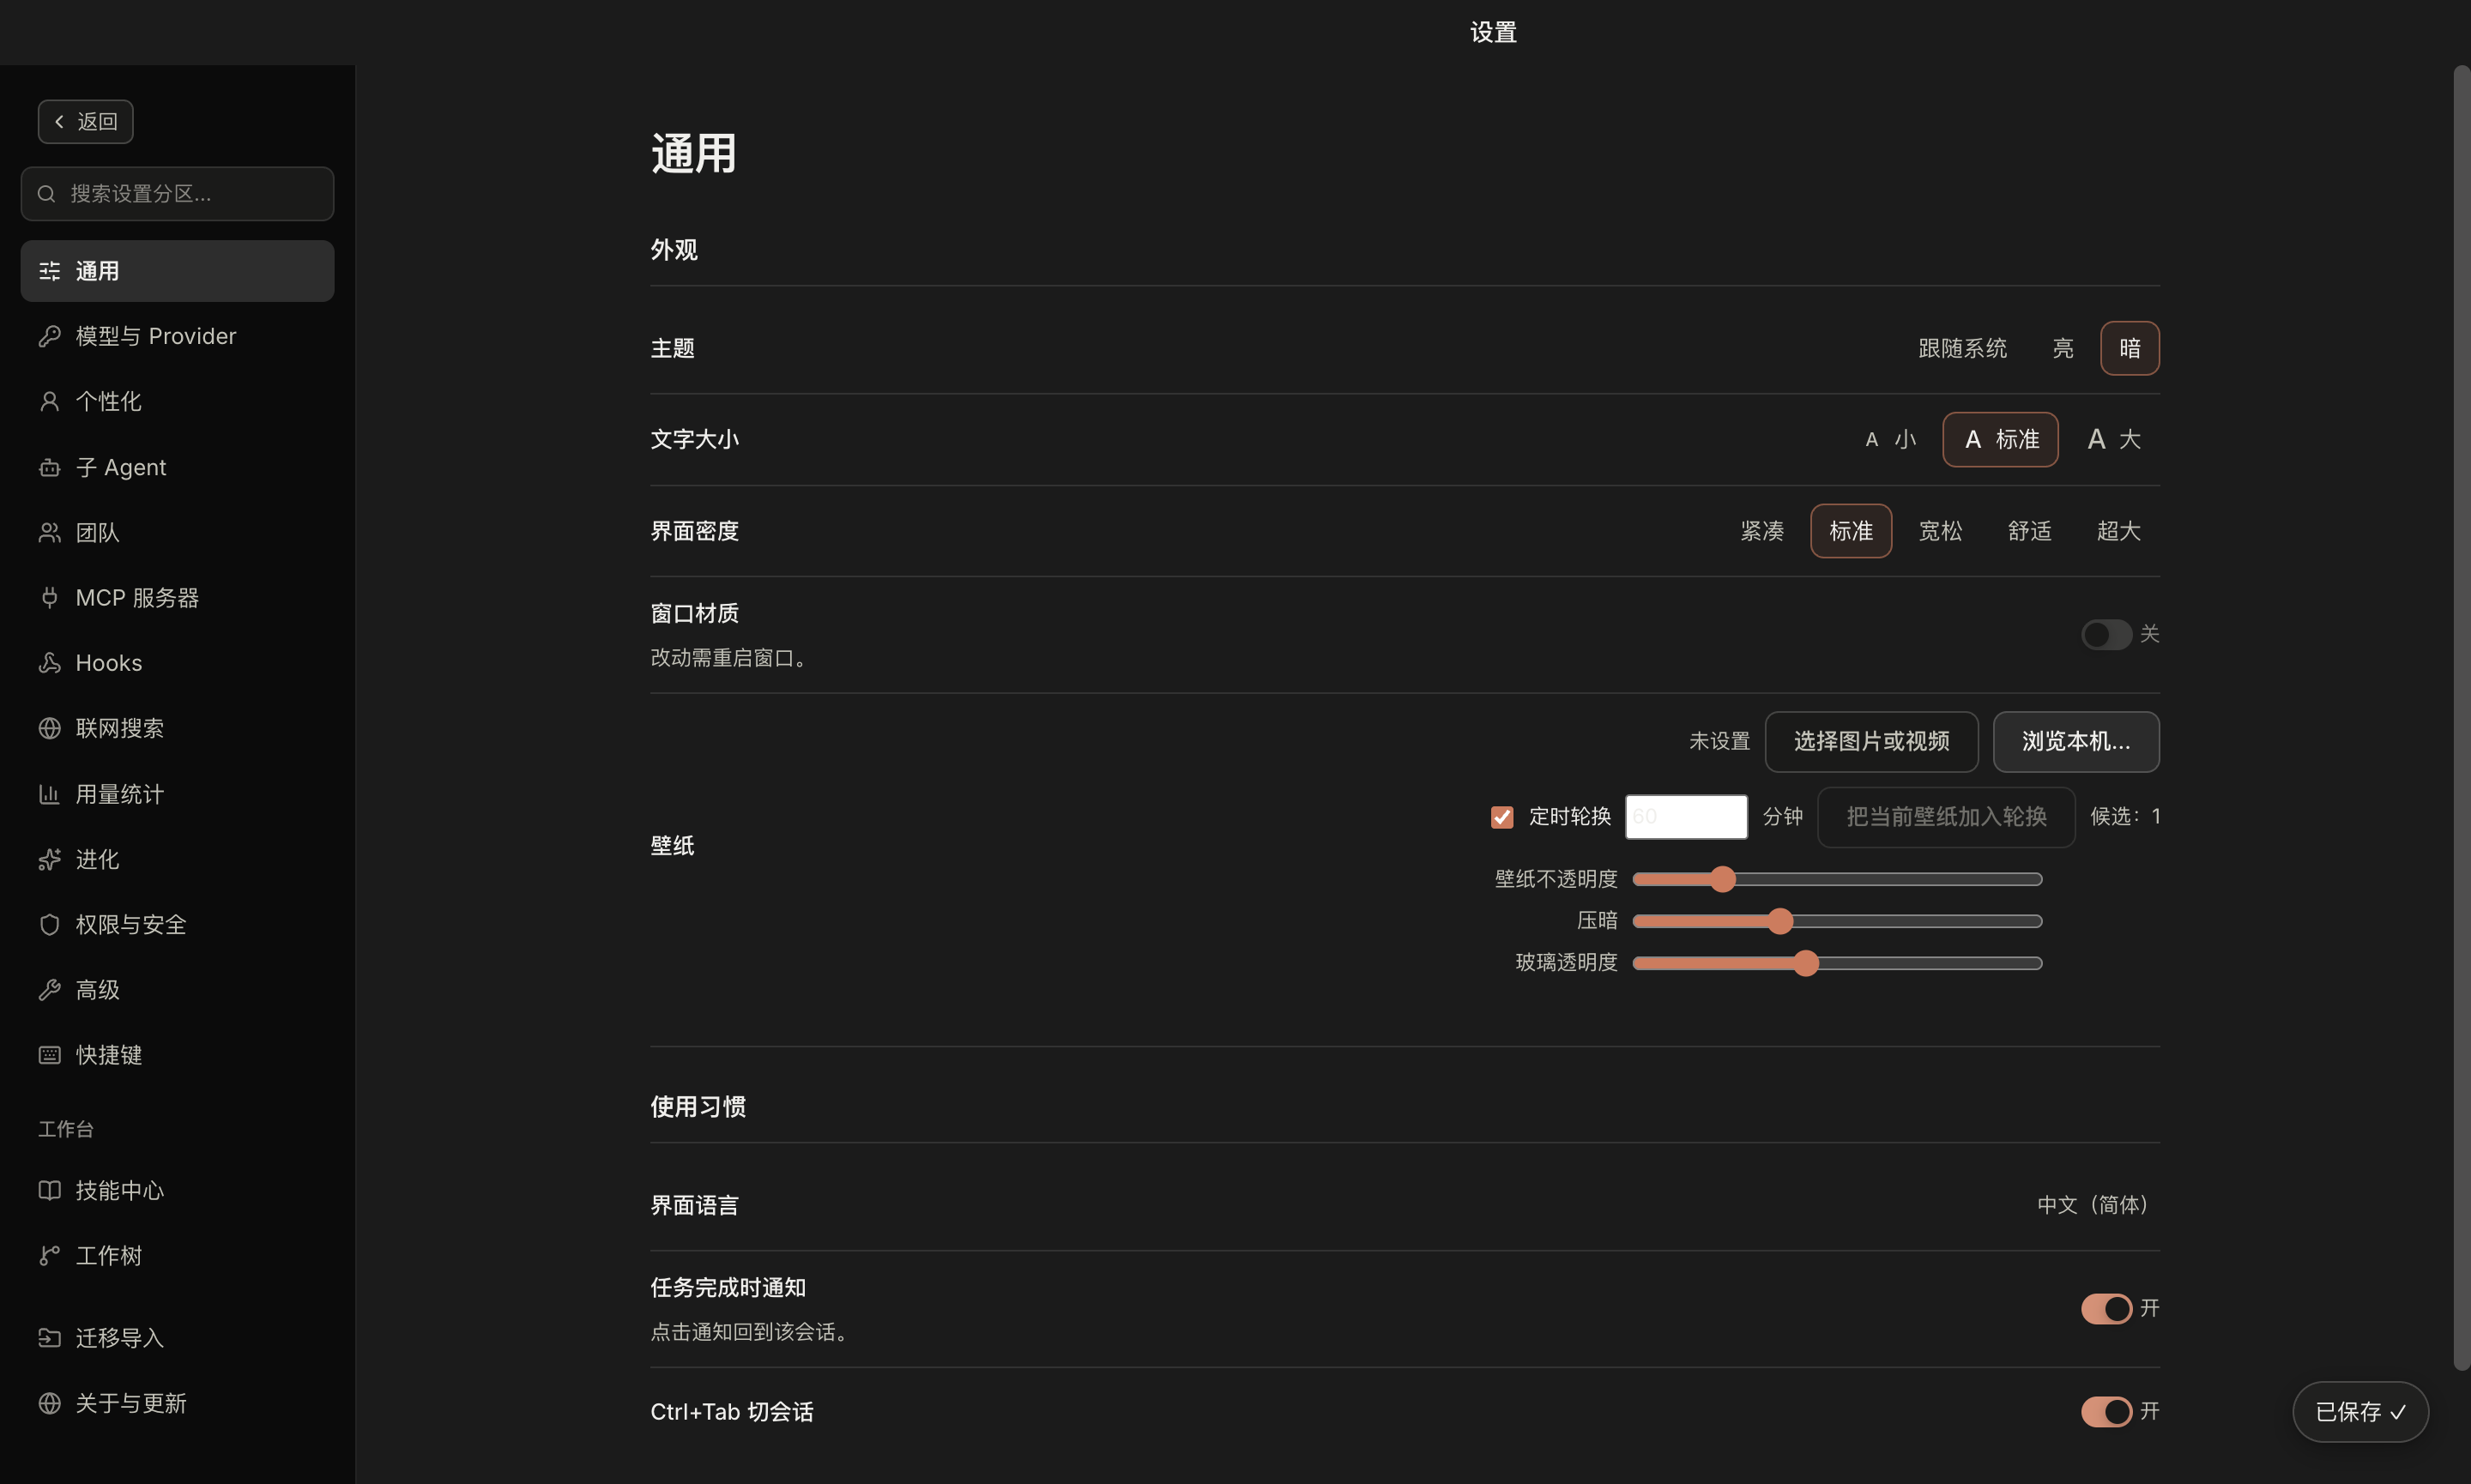 设置
返回
搜索设置分区...
通用
模型与 Provider
个性化
子 Agent
团队
MCP 服务器
Hooks
联网搜索
用量统计
进化
权限与安全
高级
快捷键
工作台
技能中心
工作树
迁移导入
关于与更新
通用
外观
主题
跟随系统 亮 暗
文字大小
A 小 A 标准 A 大
界面密度
紧凑 标准 宽松 舒适 超大
窗口材质
改动需重启窗口。
关
壁纸
未设置 选择图片或视频 浏览本机...
定时轮换 60 分钟 把当前壁纸加入轮换 候选：1
壁纸不透明度
压暗
玻璃透明度
使用习惯
界面语言
中文（简体）
任务完成时通知
点击通知回到该会话。
开
Ctrl+Tab 切会话
开
已保存 ✓